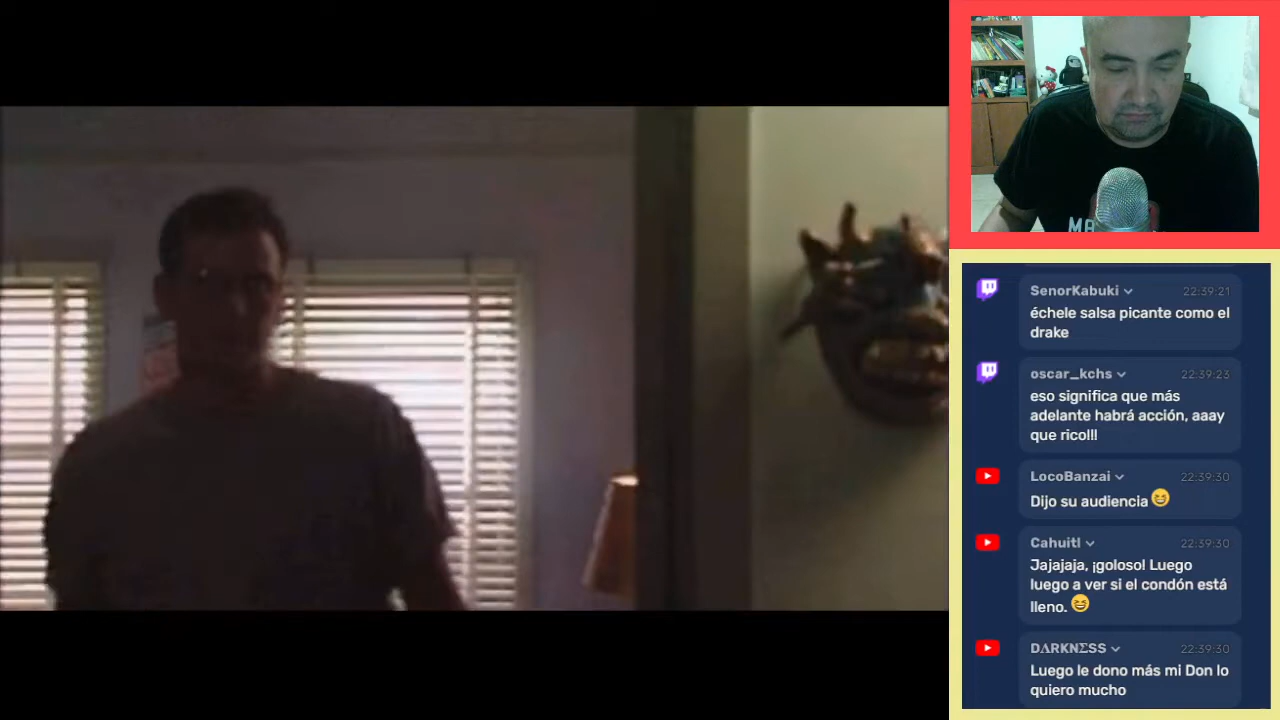 MA
SenorKabuki 22:39:21
échele salsa picante como el
drake
oscar_kchs 22:39:23
eso significa que más
adelante habrá acción, aaay
que rico!!!
LocoBanzai 22:39:30
Dijo su audiencia 😆
Cahuitl 22:39:30
Jajajaja, ¡goloso! Luego
luego a ver si el condón está
lleno. 😆
DΛRKNΣSS 22:39:30
Luego le dono más mi Don lo
quiero mucho